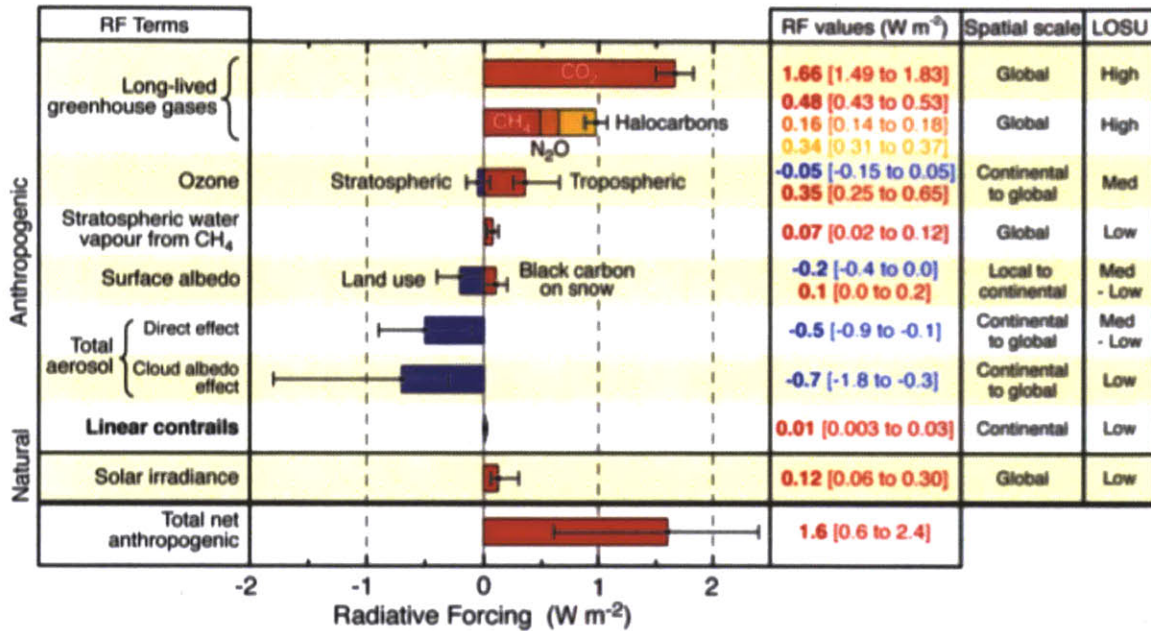 RF Terms
RF values (W m⁻²)
Spatial scale
LOSU
Anthropogenic
Natural
Long-lived
greenhouse gases
CO₂
1.66 [1.49 to 1.83]
Global
High
CH₄
N₂O
Halocarbons
0.48 [0.43 to 0.53]
0.16 [0.14 to 0.18]
0.34 [0.31 to 0.37]
Global
High
Ozone
Stratospheric
Tropospheric
-0.05 [-0.15 to 0.05]
0.35 [0.25 to 0.65]
Continental
to global
Med
Stratospheric water
vapour from CH₄
0.07 [0.02 to 0.12]
Global
Low
Surface albedo
Land use
Black carbon
on snow
-0.2 [-0.4 to 0.0]
0.1 [0.0 to 0.2]
Local to
continental
Med
- Low
Total
aerosol
Direct effect
-0.5 [-0.9 to -0.1]
Continental
to global
Med
- Low
Cloud albedo
effect
-0.7 [-1.8 to -0.3]
Continental
to global
Low
Linear contrails
0.01 [0.003 to 0.03]
Continental
Low
Solar irradiance
0.12 [0.06 to 0.30]
Global
Low
Total net
anthropogenic
1.6 [0.6 to 2.4]
-2 -1 0 1 2
Radiative Forcing (W m⁻²)